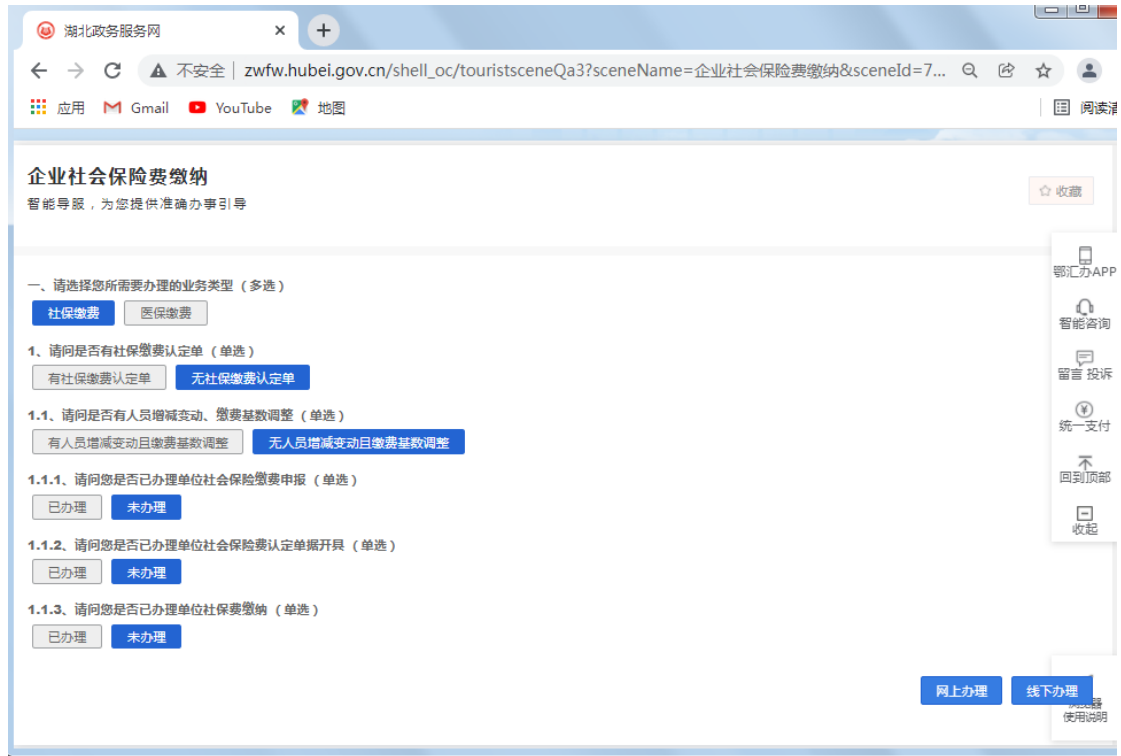 湖北政务服务网
不安全 zwfw.hubei.gov.cn/shell_oc/touristsceneQa3?sceneName=企业社会保险费缴纳&sceneId=7...
应用 Gmail YouTube 地图 阅读清
企业社会保险费缴纳
智能导服，为您提供准确办事引导
收藏
一、请选择您所需要办理的业务类型（多选）
社保缴费 医保缴费
1、请问是否有社保缴费认定单（单选）
有社保缴费认定单 无社保缴费认定单
1.1、请问是否有人员增减变动、缴费基数调整（单选）
有人员增减变动且缴费基数调整 无人员增减变动且缴费基数调整
1.1.1、请问您是否已办理单位社会保险缴费申报（单选）
已办理 未办理
1.1.2、请问您是否已办理单位社会保险费认定单据开具（单选）
已办理 未办理
1.1.3、请问您是否已办理单位社保费缴纳（单选）
已办理 未办理
鄂汇办APP
智能咨询
留言 投诉
统一支付
回到顶部
收起
网上办理 线下办理
使用说明